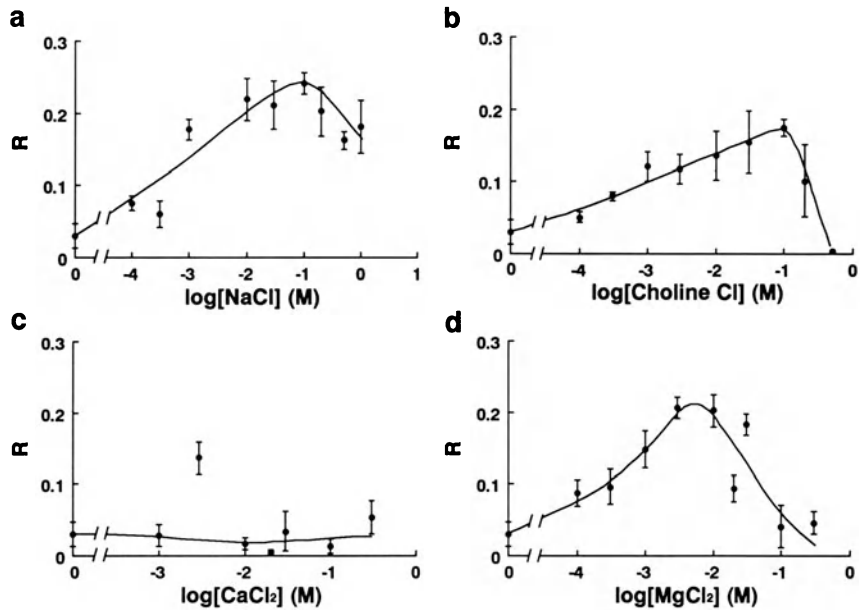 a
0.3
0.2
0.1
0
R
0 -4 -3 -2 -1 0 1
log[NaCl] (M)
b
0.3
0.2
0.1
0
R
0 -4 -3 -2 -1 0
log[Choline Cl] (M)
c
0.3
0.2
0.1
0
R
0 -3 -2 -1 0
log[CaCl₂] (M)
d
0.3
0.2
0.1
0
R
0 -4 -3 -2 -1 0
log[MgCl₂] (M)